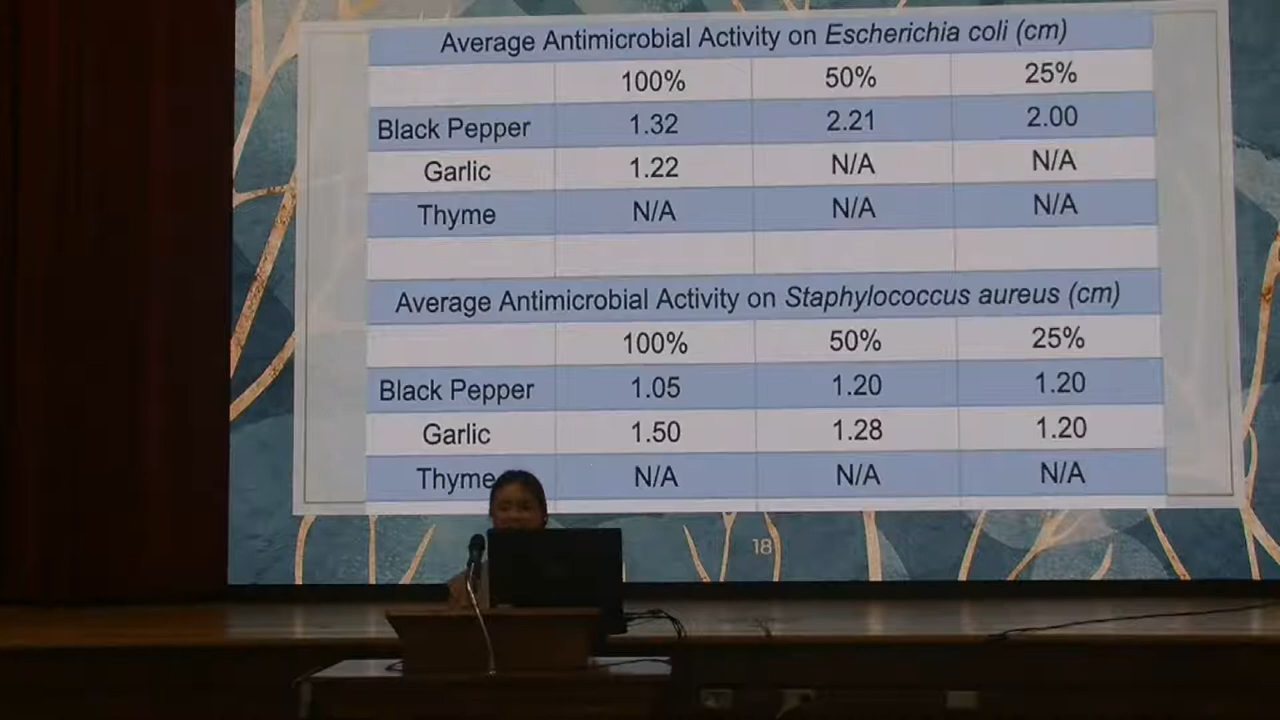 Average Antimicrobial Activity on Escherichia coli (cm)
100% 50% 25%
Black Pepper 1.32 2.21 2.00
Garlic 1.22 N/A N/A
Thyme N/A N/A N/A
Average Antimicrobial Activity on Staphylococcus aureus (cm)
100% 50% 25%
Black Pepper 1.05 1.20 1.20
Garlic 1.50 1.28 1.20
Thyme N/A N/A N/A
18